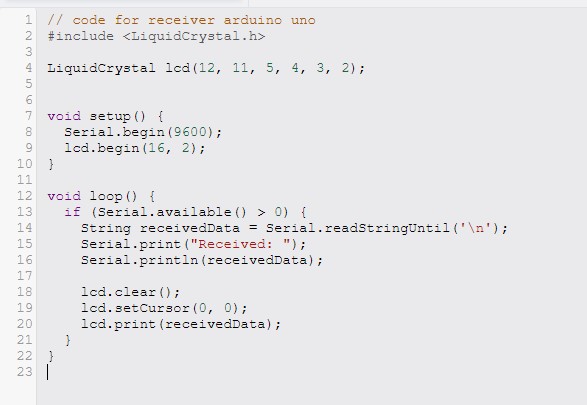 1 // code for receiver arduino uno
2 #include <LiquidCrystal.h>
3
4 LiquidCrystal lcd(12, 11, 5, 4, 3, 2);
5
6
7 void setup() {
8   Serial.begin(9600);
9   lcd.begin(16, 2);
10 }
11
12 void loop() {
13   if (Serial.available() > 0) {
14     String receivedData = Serial.readStringUntil('\n');
15     Serial.print("Received: ");
16     Serial.println(receivedData);
17
18     lcd.clear();
19     lcd.setCursor(0, 0);
20     lcd.print(receivedData);
21   }
22 }
23